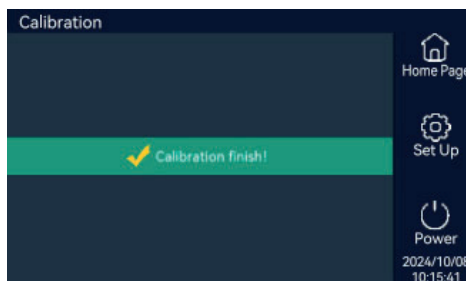 Calibration
Home Page
Calibration finish!
Set Up
Power
2024/10/08
10:15:41